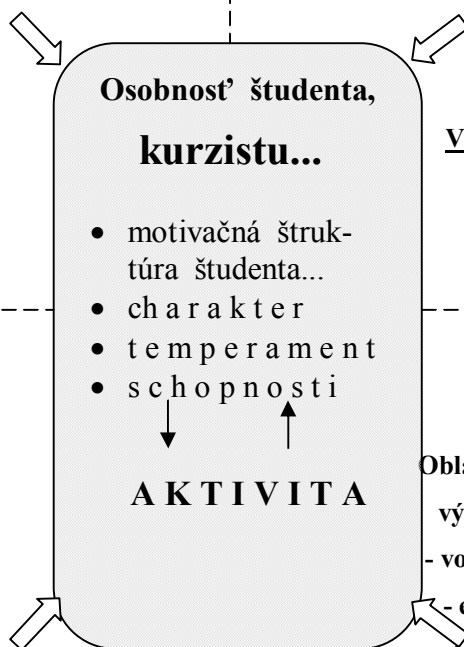 Osobnosť študenta,
kurzistu...
• motivačná štruk-
túra študenta...
• charakter
• temperament
• schopnosti
AKTIVITA